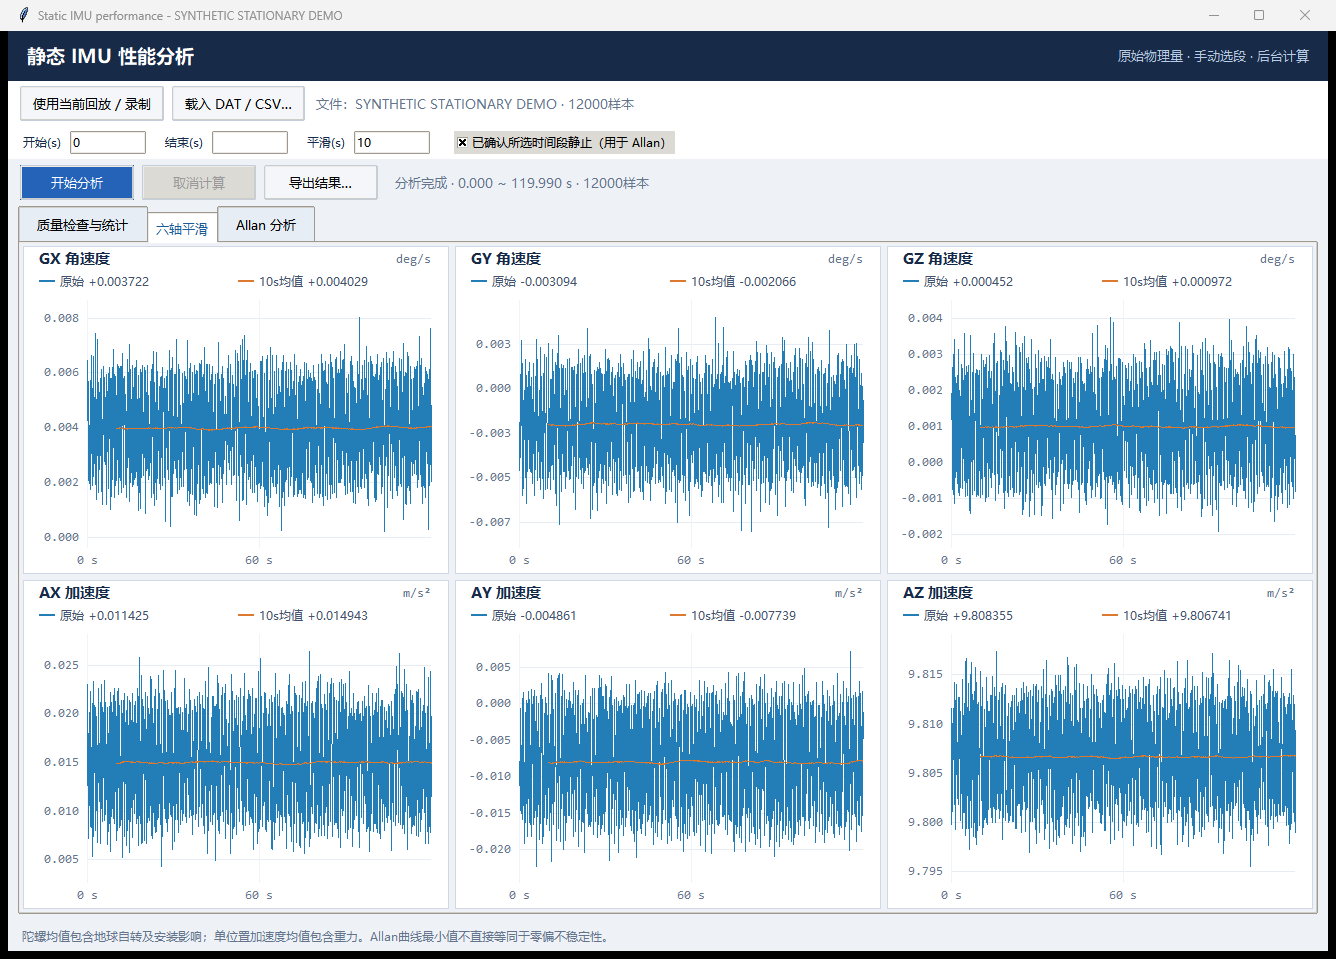 Static IMU performance - SYNTHETIC STATIONARY DEMO
静态 IMU 性能分析
原始物理量 · 手动选段 · 后台计算
使用当前回放 / 录制
载入 DAT / CSV...
文件：SYNTHETIC STATIONARY DEMO · 12000样本
开始(s) 0
结束(s)
平滑(s) 10
已确认所选时间段静止（用于 Allan）
开始分析
取消计算
导出结果...
分析完成 · 0.000 ~ 119.990 s · 12000样本
质量检查与统计
六轴平滑
Allan 分析
GX 角速度
deg/s
原始 +0.003722
10s均值 +0.004029
0.008
0.006
0.004
0.002
0.000
0 s
60 s
GY 角速度
deg/s
原始 -0.003094
10s均值 -0.002066
0.003
0.000
-0.003
-0.005
-0.007
0 s
60 s
GZ 角速度
deg/s
原始 +0.000452
10s均值 +0.000972
0.004
0.003
0.002
0.001
0.000
-0.001
-0.002
0 s
60 s
AX 加速度
m/s²
原始 +0.011425
10s均值 +0.014943
0.025
0.020
0.015
0.010
0.005
0 s
60 s
AY 加速度
m/s²
原始 -0.004861
10s均值 -0.007739
0.005
0.000
-0.005
-0.010
-0.015
-0.020
0 s
60 s
AZ 加速度
m/s²
原始 +9.808355
10s均值 +9.806741
9.815
9.810
9.805
9.800
9.795
0 s
60 s
陀螺均值包含地球自转及安装影响；单位置加速度均值包含重力。Allan曲线最小值不直接等同于零偏不稳定性。